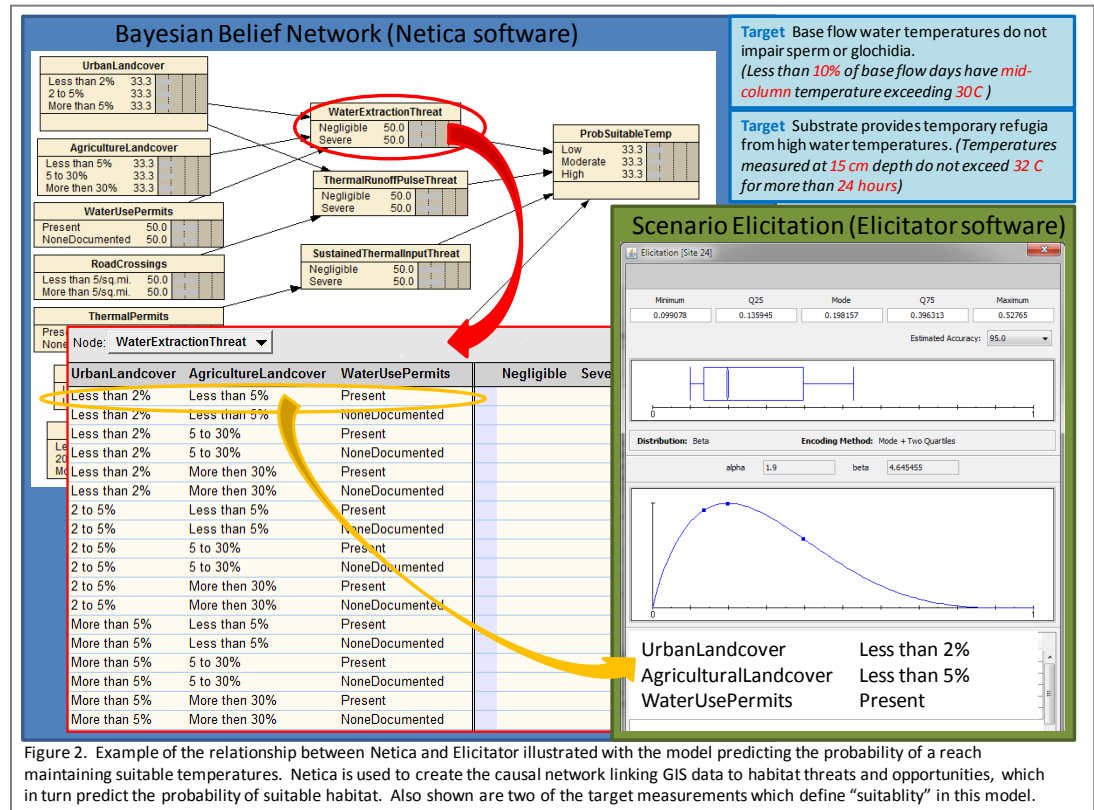 Bayesian Belief Network (Netica software)
UrbanLandcover
Less than 2% 33.3
2 to 5% 33.3
More than 5% 33.3
AgricultureLandcover
Less than 5% 33.3
5 to 30% 33.3
More then 30% 33.3
WaterUsePermits
Present 50.0
NoneDocumented 50.0
RoadCrossings
Less than 5/sq.mi. 50.0
More than 5/sq.mi. 50.0
ThermalPermits
Pres
None
WaterExtractionThreat
Negligible 50.0
Severe 50.0
ThermalRunoffPulseThreat
Negligible 50.0
Severe 50.0
SustainedThermalInputThreat
Negligible 50.0
Severe 50.0
ProbSuitableTemp
Low 33.3
Moderate 33.3
High 33.3
Target Base flow water temperatures do not
impair sperm or glochidia.
(Less than 10% of base flow days have mid-
column temperature exceeding 30C )
Target Substrate provides temporary refugia
from high water temperatures. (Temperatures
measured at 15 cm depth do not exceed 32 C
for more than 24 hours)
Le
20
Mo
Node: WaterExtractionThreat
UrbanLandcover AgricultureLandcover WaterUsePermits Negligible Seve
Less than 2% Less than 5% Present
Less than 2% Less than 5% NoneDocumented
Less than 2% 5 to 30% Present
Less than 2% 5 to 30% NoneDocumented
Less than 2% More then 30% Present
Less than 2% More then 30% NoneDocumented
2 to 5% Less than 5% Present
2 to 5% Less than 5% NoneDocumented
2 to 5% 5 to 30% Present
2 to 5% 5 to 30% NoneDocumented
2 to 5% More then 30% Present
2 to 5% More then 30% NoneDocumented
More than 5% Less than 5% Present
More than 5% Less than 5% NoneDocumented
More than 5% 5 to 30% Present
More than 5% 5 to 30% NoneDocumented
More than 5% More then 30% Present
More than 5% More then 30% NoneDocumented
Scenario Elicitation (Elicitator software)
Elicitation [Site 24]
Minimum Q25 Mode Q75 Maximum
0.099078 0.135945 0.198157 0.396313 0.52765
Estimated Accuracy: 95.0
0 1
Distribution: Beta Encoding Method: Mode + Two Quartiles
alpha 1.9 beta 4.645455
0 1
UrbanLandcover Less than 2%
AgriculturalLandcover Less than 5%
WaterUsePermits Present
Figure 2. Example of the relationship between Netica and Elicitator illustrated with the model predicting the probability of a reach
maintaining suitable temperatures. Netica is used to create the causal network linking GIS data to habitat threats and opportunities, which
in turn predict the probability of suitable habitat. Also shown are two of the target measurements which define “suitablity” in this model.